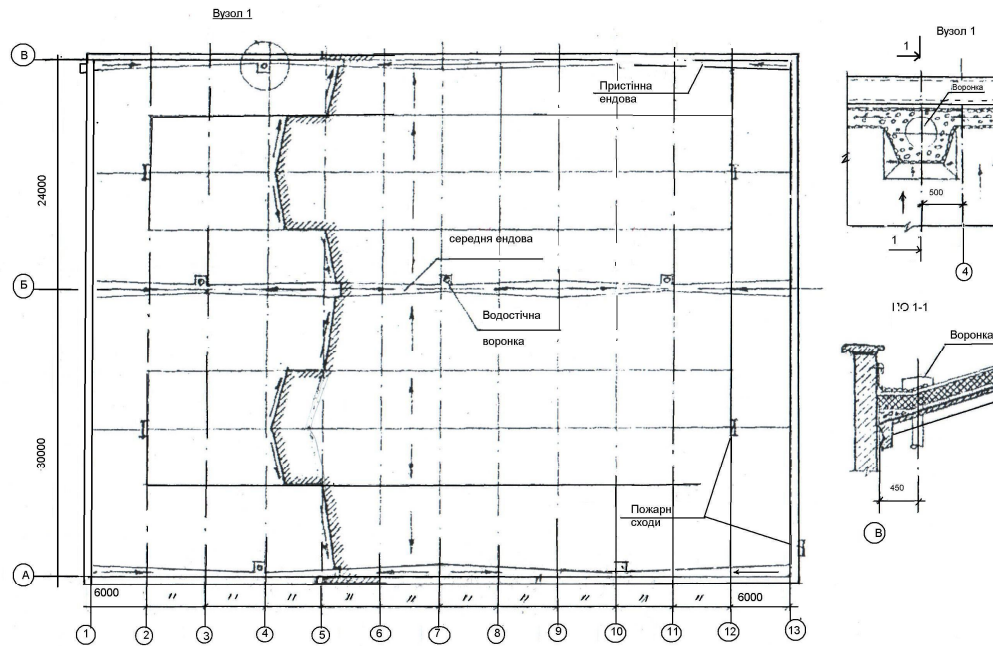 Вузол 1
Вузол 1
В
1
Пристінна
ендова
Воронка
24000
500
середня ендова
1
4
Б
Водостічна
воронка
ПО 1-1
Воронка
30000
450
Пожарн
сходи
В
А
6000
〃 〃 〃 〃 〃 〃 〃 〃 〃 〃
6000
1 2 3 4 5 6 7 8 9 10 11 12 13